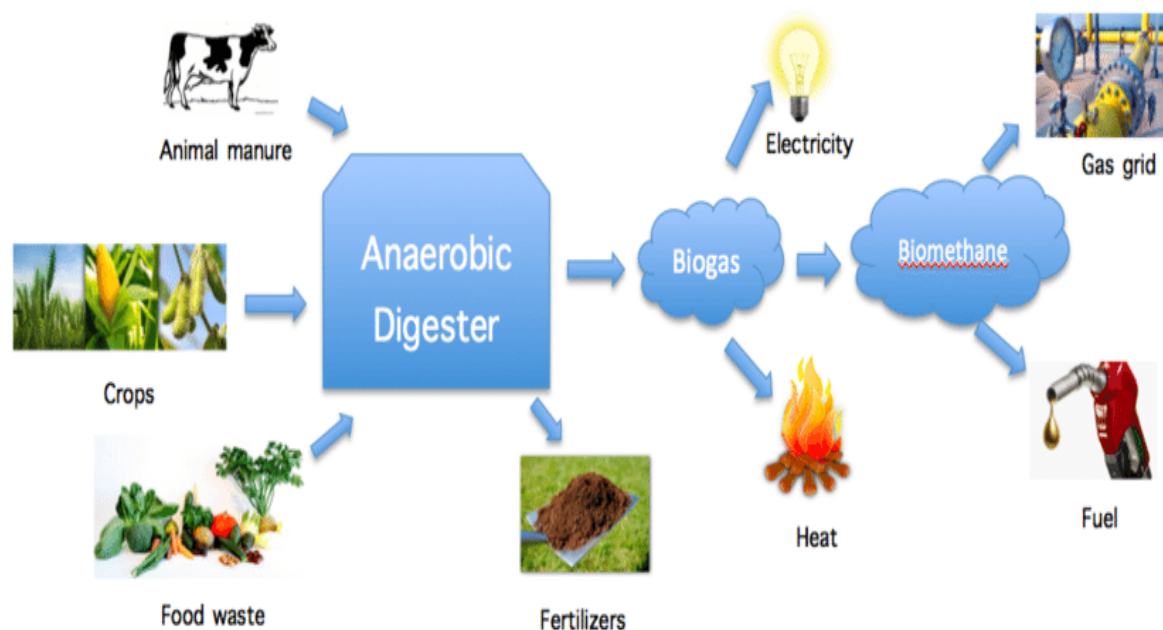 Animal manure
Crops
Food waste
Anaerobic
Digester
Fertilizers
Biogas
Electricity
Heat
Biomethane
Gas grid
Fuel